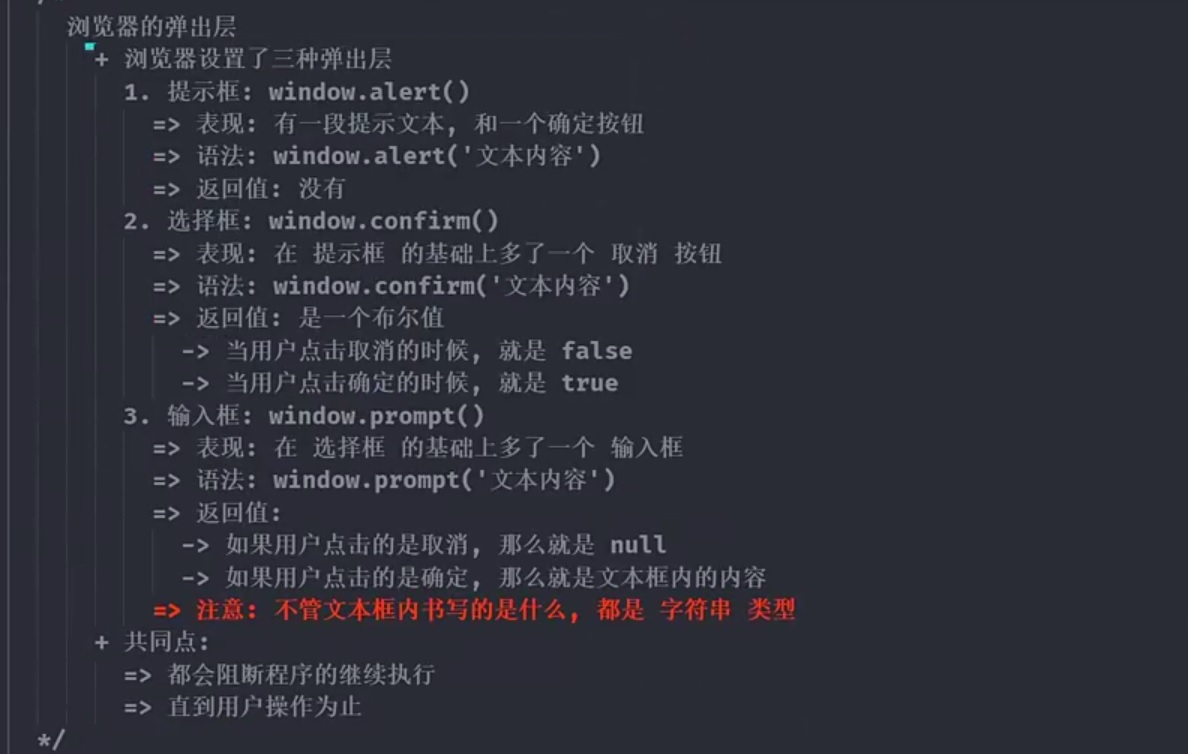 浏览器的弹出层
+ 浏览器设置了三种弹出层
1. 提示框: window.alert()
=> 表现: 有一段提示文本, 和一个确定按钮
=> 语法: window.alert('文本内容')
=> 返回值: 没有
2. 选择框: window.confirm()
=> 表现: 在 提示框 的基础上多了一个 取消 按钮
=> 语法: window.confirm('文本内容')
=> 返回值: 是一个布尔值
-> 当用户点击取消的时候, 就是 false
-> 当用户点击确定的时候, 就是 true
3. 输入框: window.prompt()
=> 表现: 在 选择框 的基础上多了一个 输入框
=> 语法: window.prompt('文本内容')
=> 返回值:
-> 如果用户点击的是取消, 那么就是 null
-> 如果用户点击的是确定, 那么就是文本框内的内容
=> 注意: 不管文本框内书写的是什么, 都是 字符串 类型
+ 共同点:
=> 都会阻断程序的继续执行
=> 直到用户操作为止
*/